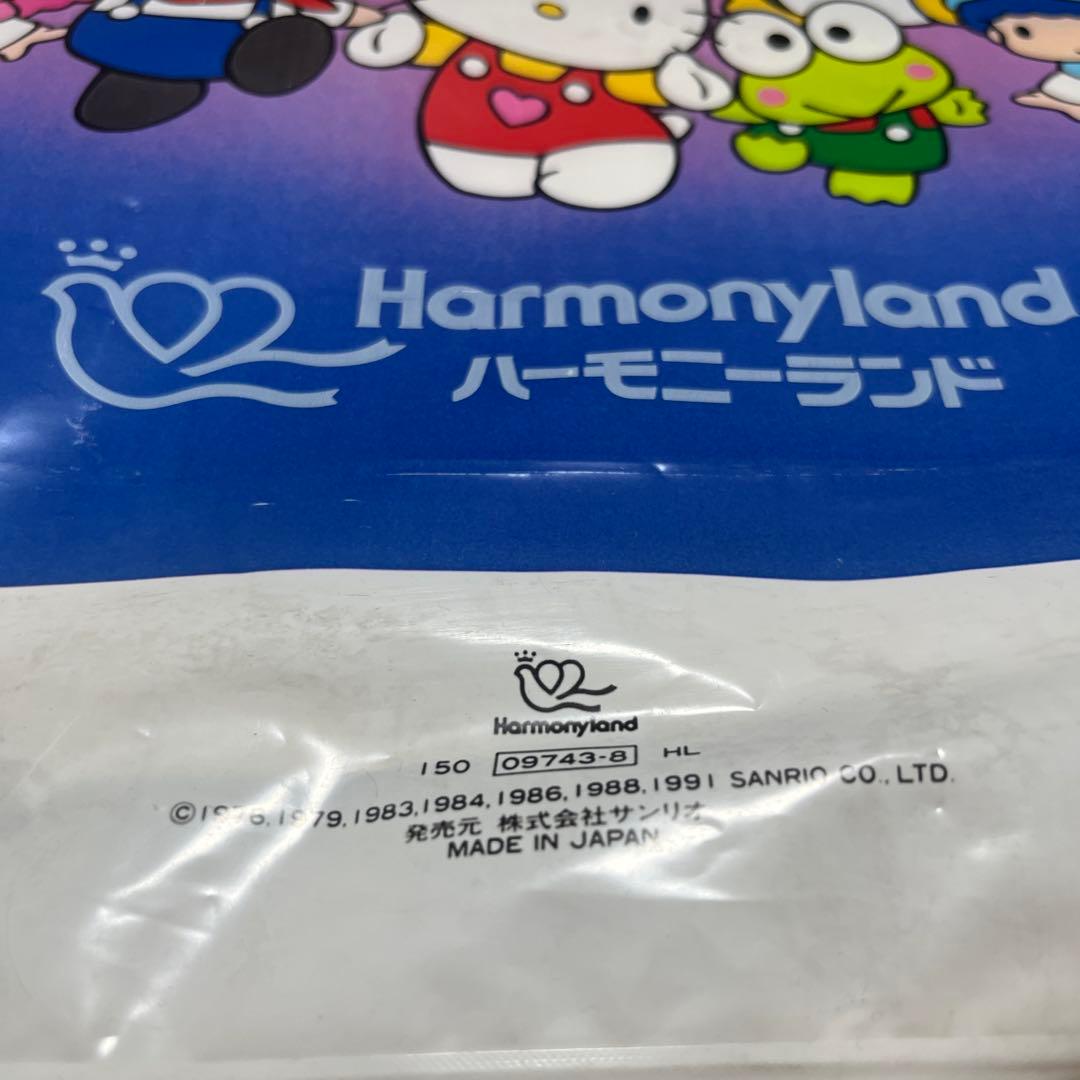 Harmonyland
ハーモニーランド
Harmonyland
150 09743-8 HL
©1976,1979,1983,1984,1986,1988,1991 SANRIO CO.,LTD.
発売元 株式会社サンリオ
MADE IN JAPAN